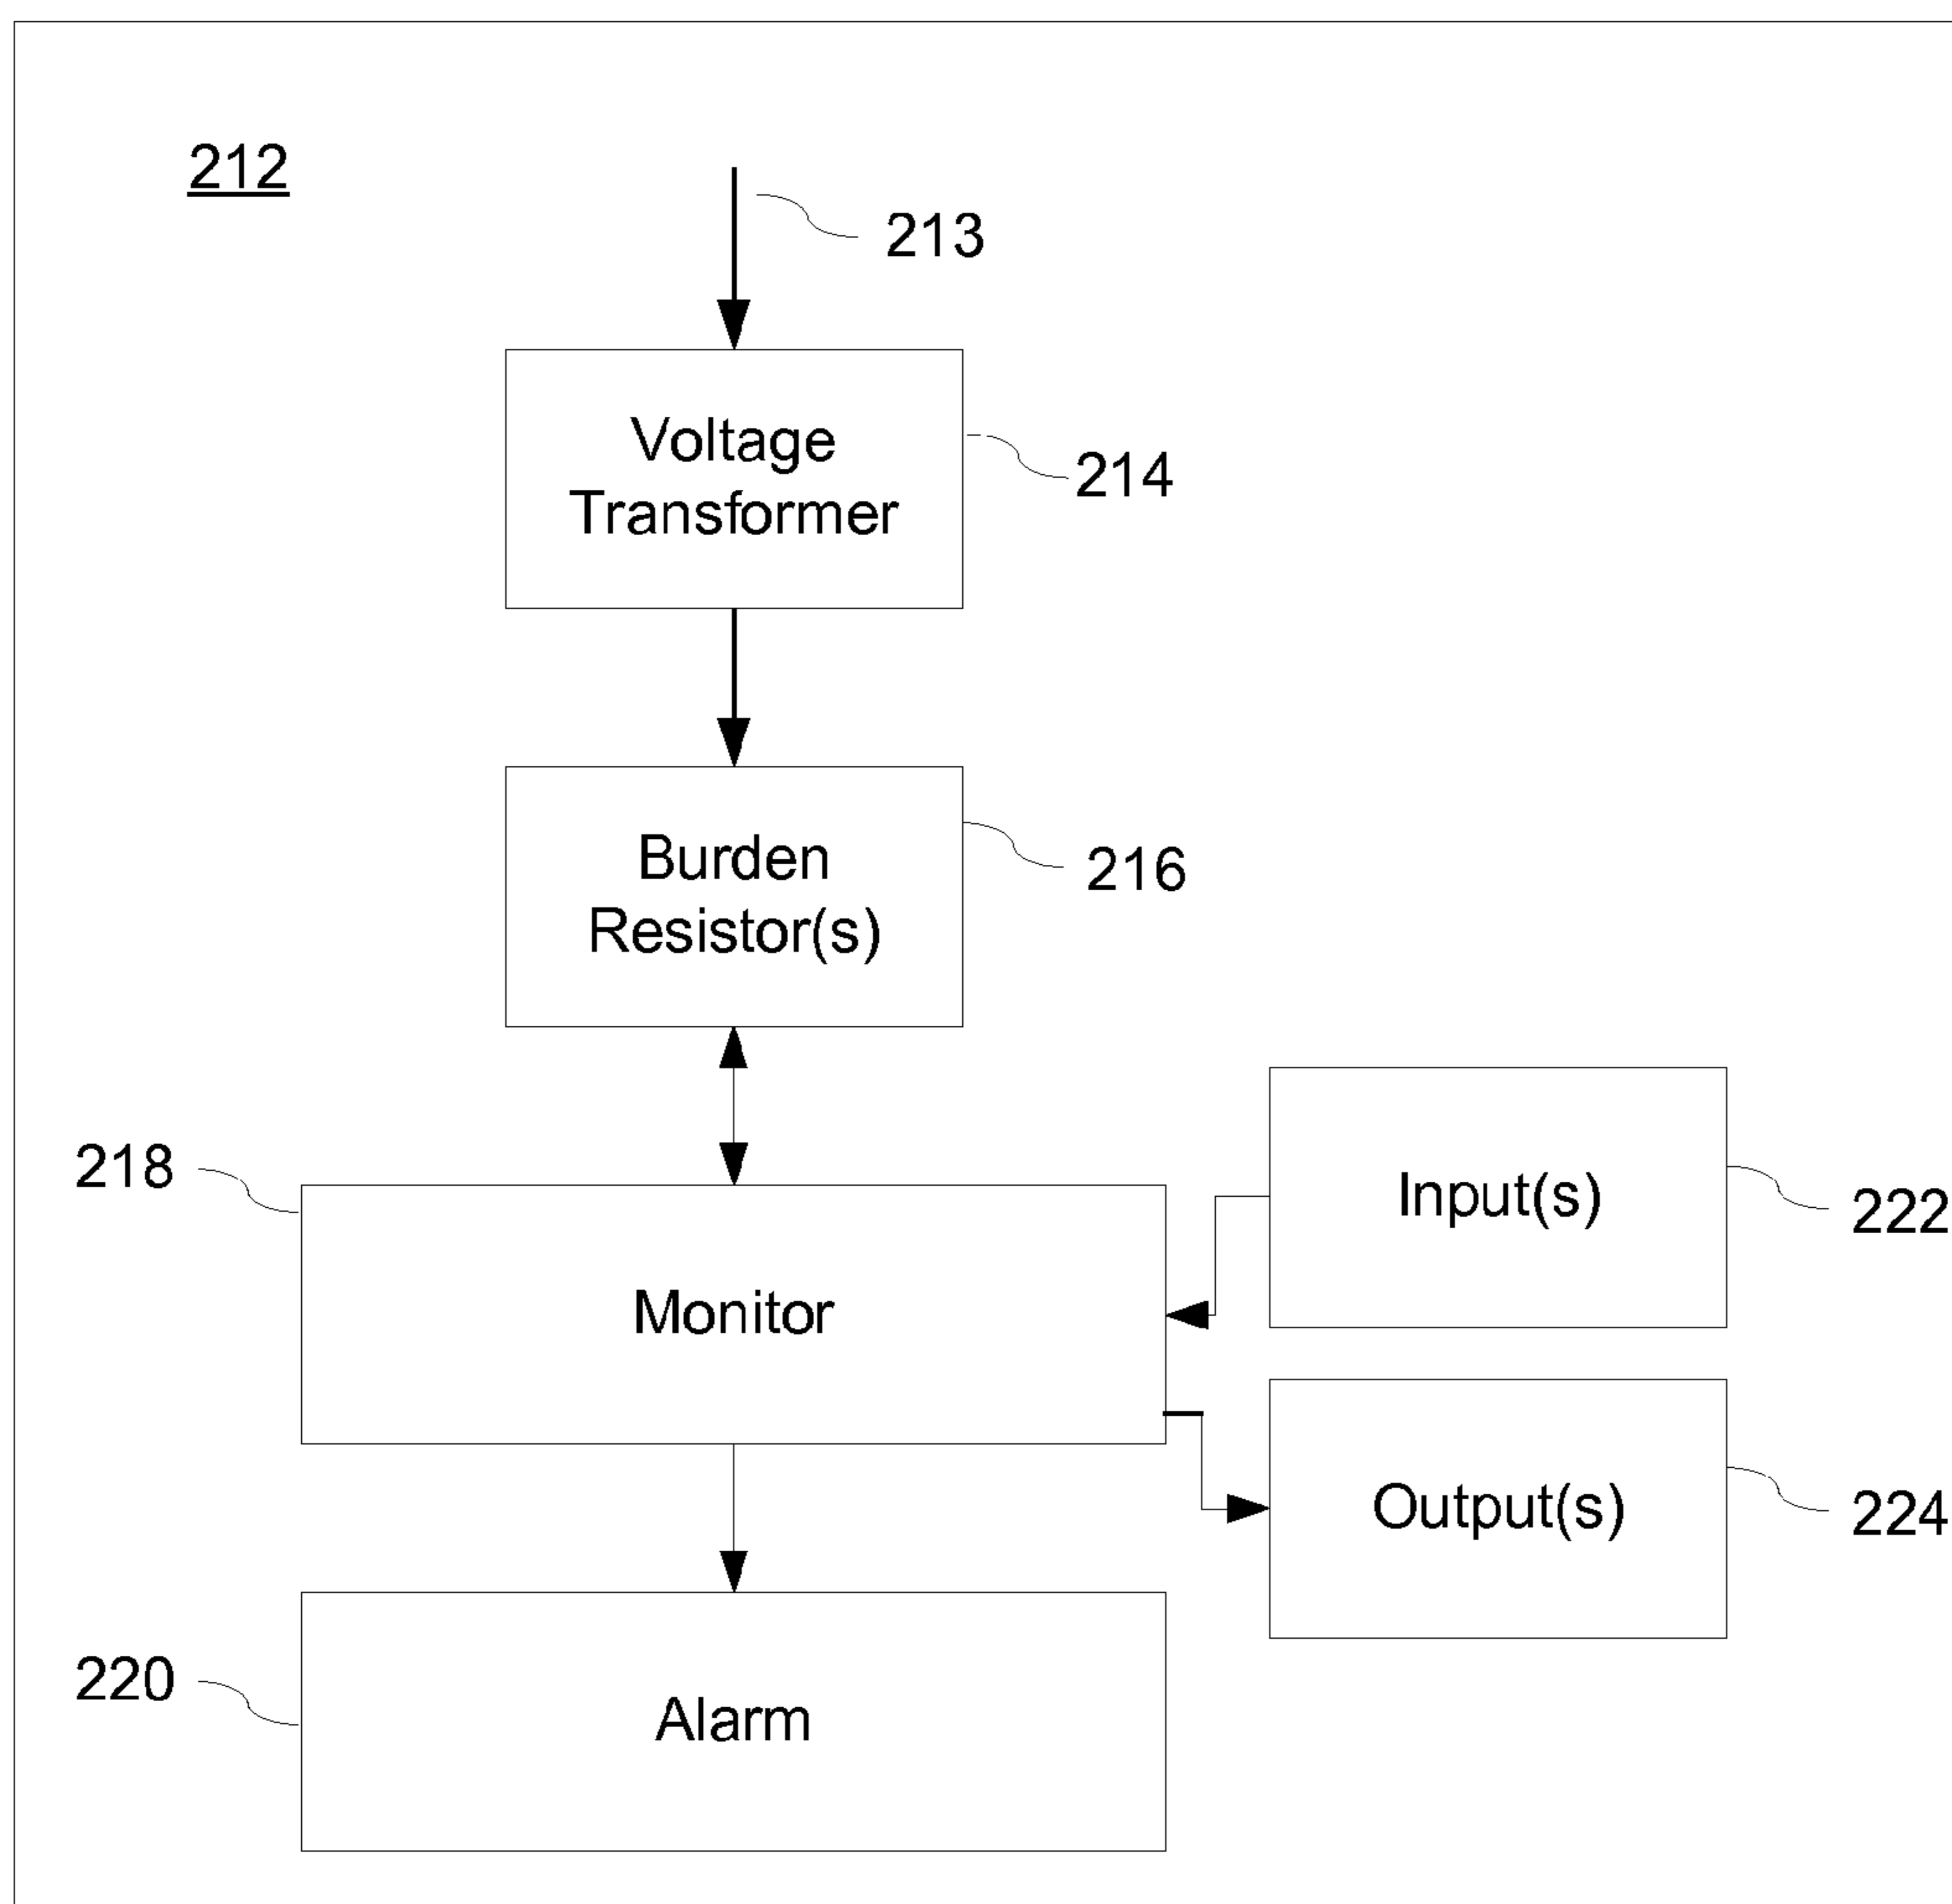 212
213
Voltage
Transformer
214
Burden
Resistor(s)
216
218
Monitor
Input(s)
222
Output(s)
224
220
Alarm